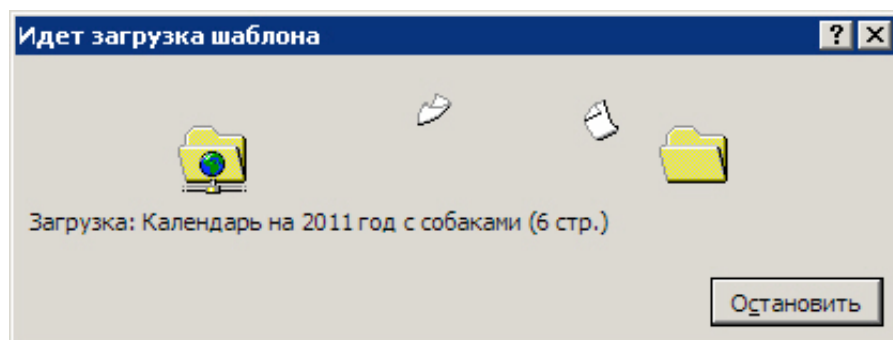 Идет загрузка шаблона
Загрузка: Календарь на 2011 год с собаками (6 стр.)
Остановить